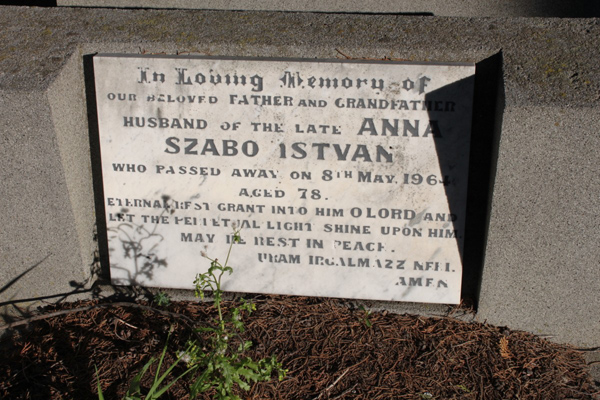 In Loving Memory of
OUR BELOVED FATHER AND GRANDFATHER
HUSBAND OF THE LATE ANNA
SZABO ISTVAN
WHO PASSED AWAY ON 8TH MAY. 1964
AGED 78.
ETERNAL REST GRANT INTO HIM O LORD AND
LET THE PERPETUAL LIGHT SHINE UPON HIM
MAY HE REST IN PEACE.
URAM IRGALMAZZ NEKI.
AMEN.